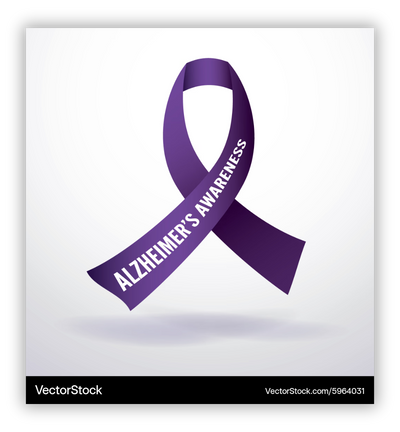 ALZHEIMER'S AWARENESS
VectorStock
VectorStock.com/5964031